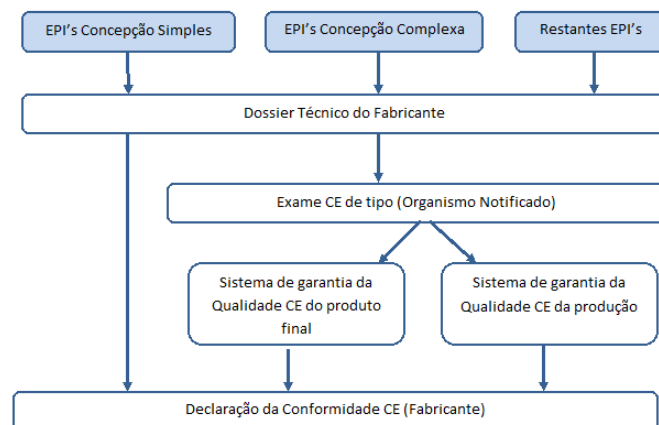 EPI's Concepção Simples
EPI's Concepção Complexa
Restantes EPI's
Dossier Técnico do Fabricante
Exame CE de tipo (Organismo Notificado)
Sistema de garantia da
Qualidade CE do produto
final
Sistema de garantia da
Qualidade CE da produção
Declaração da Conformidade CE (Fabricante)